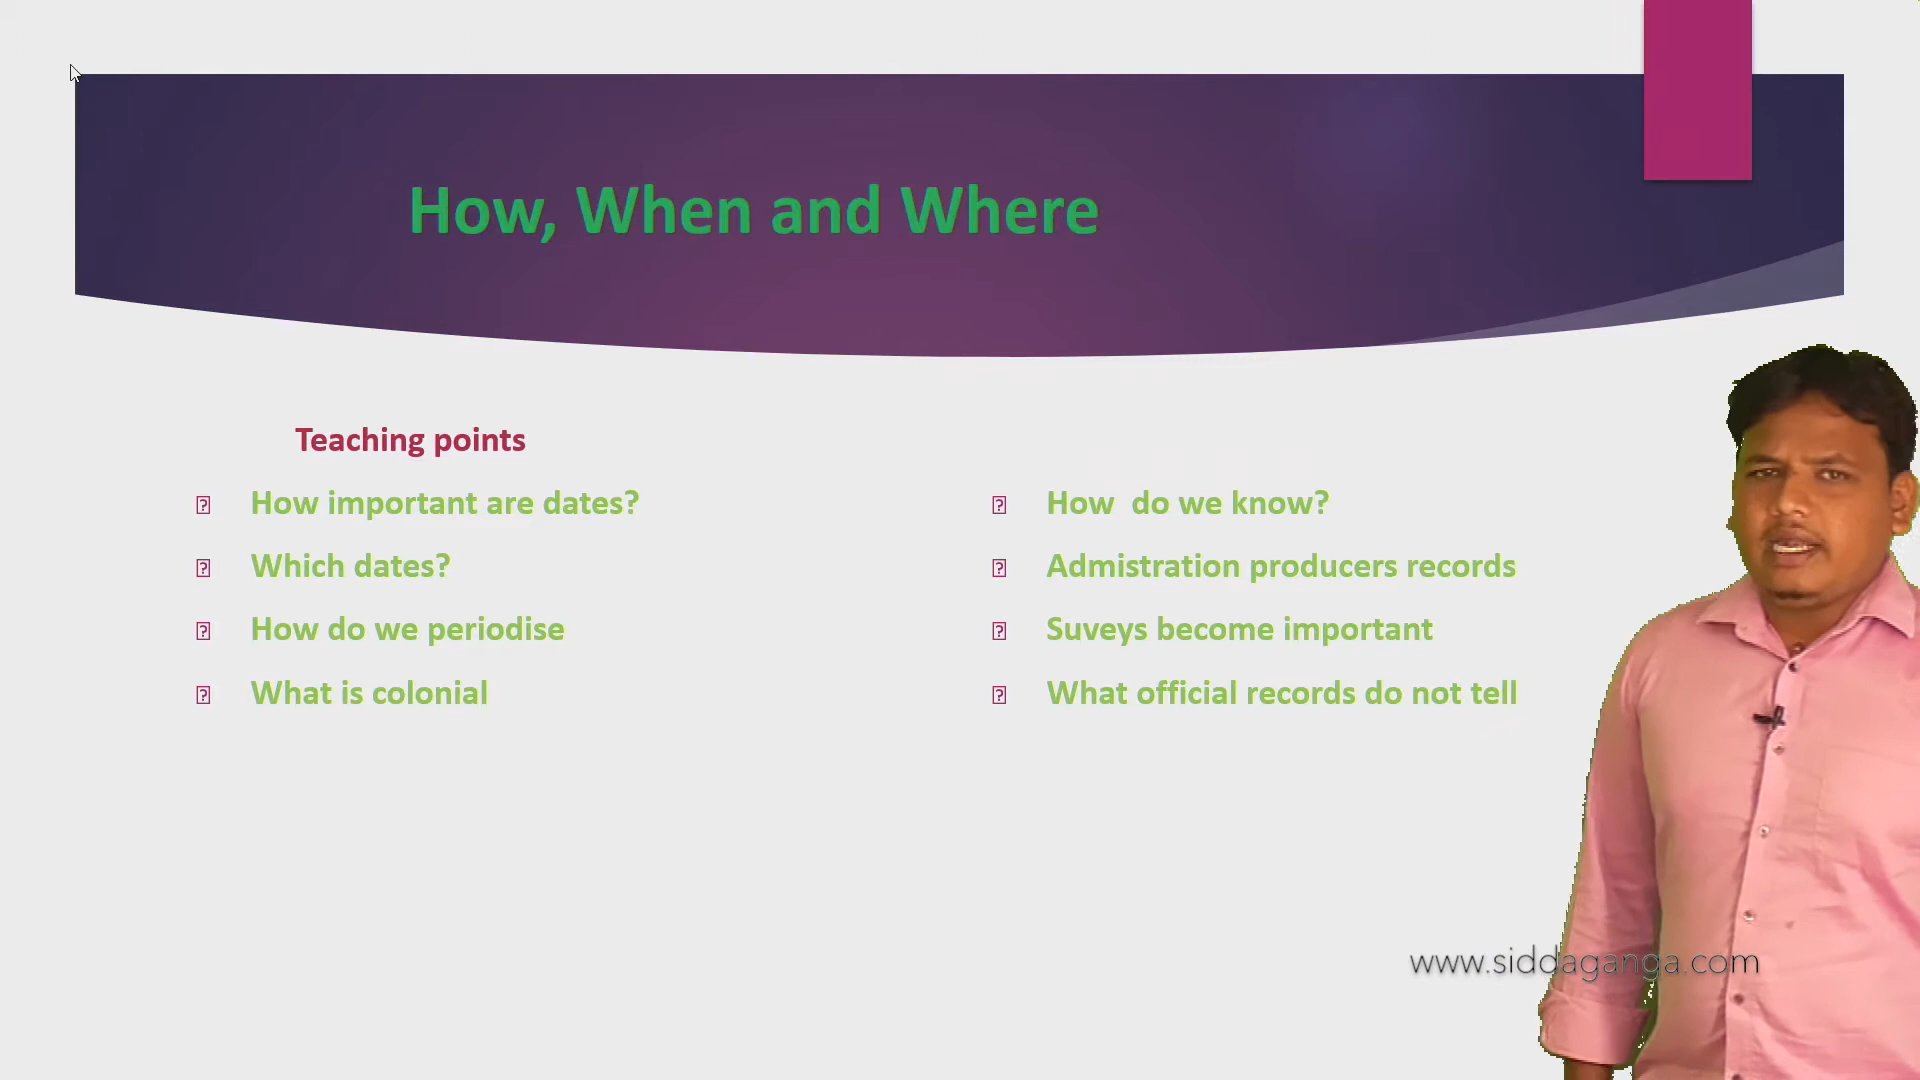 How, When and Where
Teaching points
How important are dates?
Which dates?
How do we periodise
What is colonial
How do we know?
Admistration producers records
Suveys become important
What official records do not tell
www.siddaganga.com